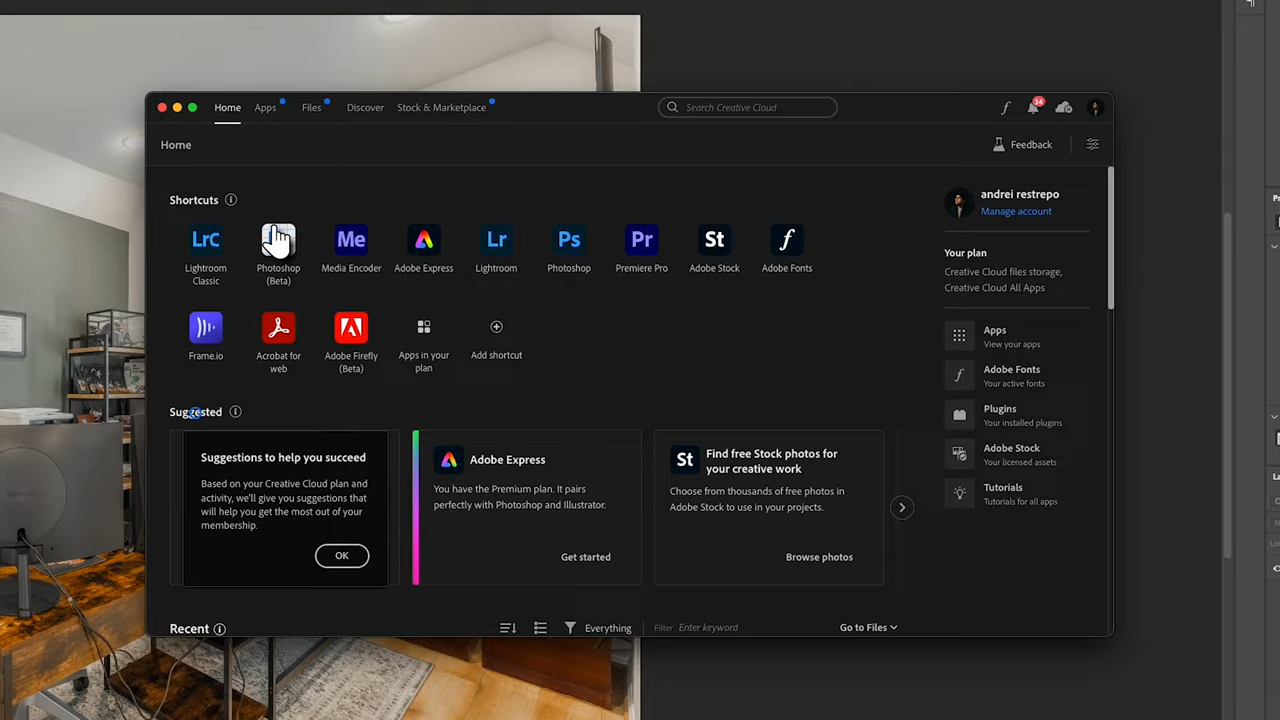 Home
Apps
Files
Discover
Stock & Marketplace
Search Creative Cloud
34
Home
Feedback
Shortcuts
LrC
Me
Lr
Ps
Pr
St
Lightroom
Classic
Photoshop
(Beta)
Media Encoder
Adobe Express
Lightroom
Photoshop
Premiere Pro
Adobe Stock
Adobe Fonts
Frame.io
Acrobat for
web
Adobe Firefly
(Beta)
Apps in your
plan
Add shortcut
Suggested
Suggestions to help you succeed
Based on your Creative Cloud plan and
activity, we'll give you suggestions that
will help you get the most out of your
membership.
OK
Adobe Express
You have the Premium plan. It pairs
perfectly with Photoshop and Illustrator.
Get started
St
Find free Stock photos for
your creative work
Choose from thousands of free photos in
Adobe Stock to use in your projects.
Browse photos
Recent
Everything
Filter
Enter keyword
Go to Files
andrei restrepo
Manage account
Your plan
Creative Cloud files storage,
Creative Cloud All Apps
Apps
View your apps
Adobe Fonts
Your active fonts
Plugins
Your installed plugins
Adobe Stock
Your licensed assets
Tutorials
Tutorials for all apps